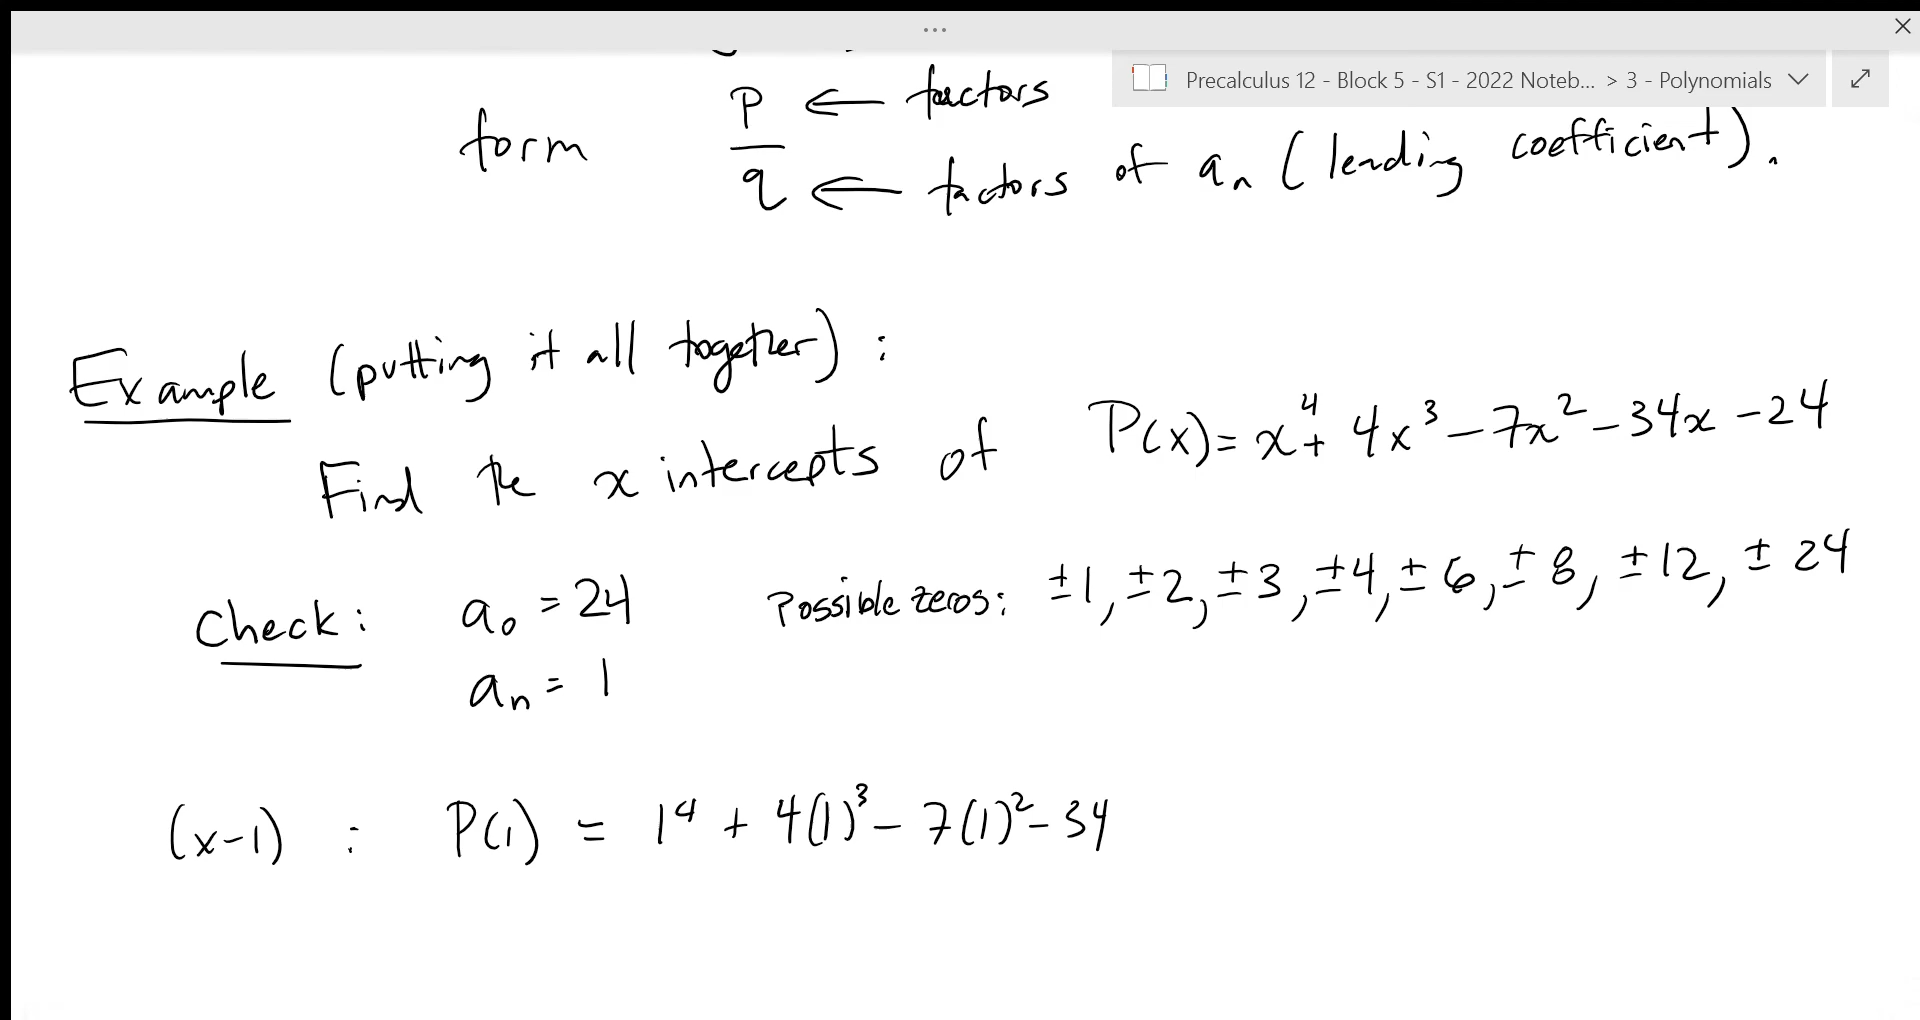 ...
Precalculus 12 - Block 5 - S1 - 2022 Noteb... > 3 - Polynomials
form p/q
p ← factors
q ← factors of aₙ (leading coefficient).
Example (putting it all together):
Find the x intercepts of P(x) = x⁴ + 4x³ - 7x² - 34x - 24
Check: a₀ = 24 Possible zeros: ±1, ±2, ±3, ±4, ±6, ±8, ±12, ±24
aₙ = 1
(x-1) : P(1) = 1⁴ + 4(1)³ - 7(1)² - 34